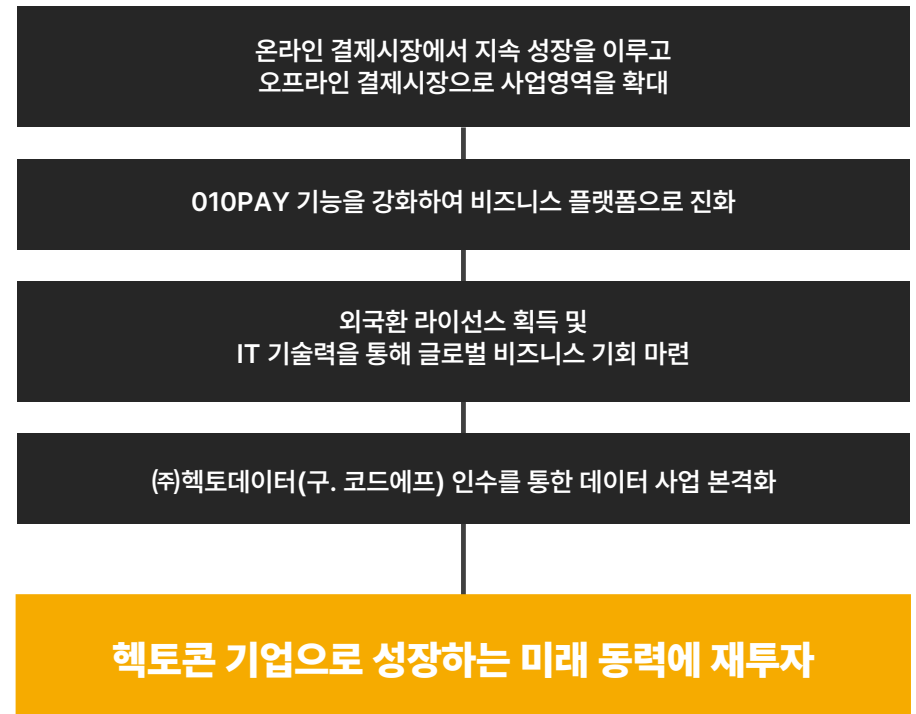 온라인 결제시장에서 지속 성장을 이루고
오프라인 결제시장으로 사업영역을 확대
010PAY 기능을 강화하여 비즈니스 플랫폼으로 진화
외국환 라이선스 획득 및
IT 기술력을 통해 글로벌 비즈니스 기회 마련
㈜헥토데이터(구. 코드에프) 인수를 통한 데이터 사업 본격화
헥토콘 기업으로 성장하는 미래 동력에 재투자